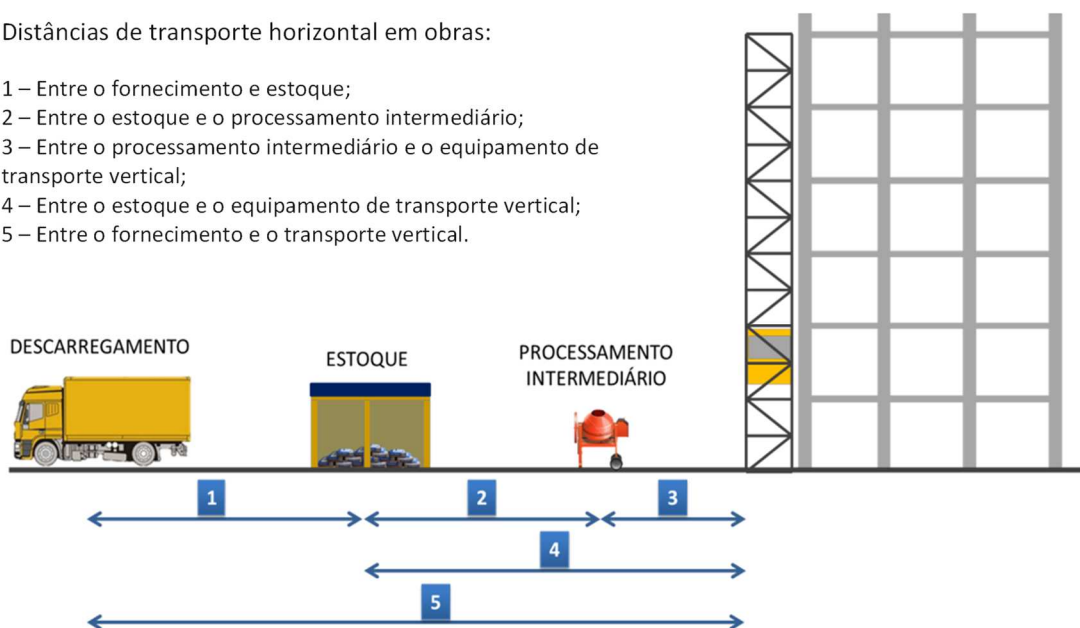 Distâncias de transporte horizontal em obras:
1 – Entre o fornecimento e estoque;
2 – Entre o estoque e o processamento intermediário;
3 – Entre o processamento intermediário e o equipamento de
transporte vertical;
4 – Entre o estoque e o equipamento de transporte vertical;
5 – Entre o fornecimento e o transporte vertical.
DESCARREGAMENTO
ESTOQUE
PROCESSAMENTO
INTERMEDIÁRIO
1
2
3
4
5